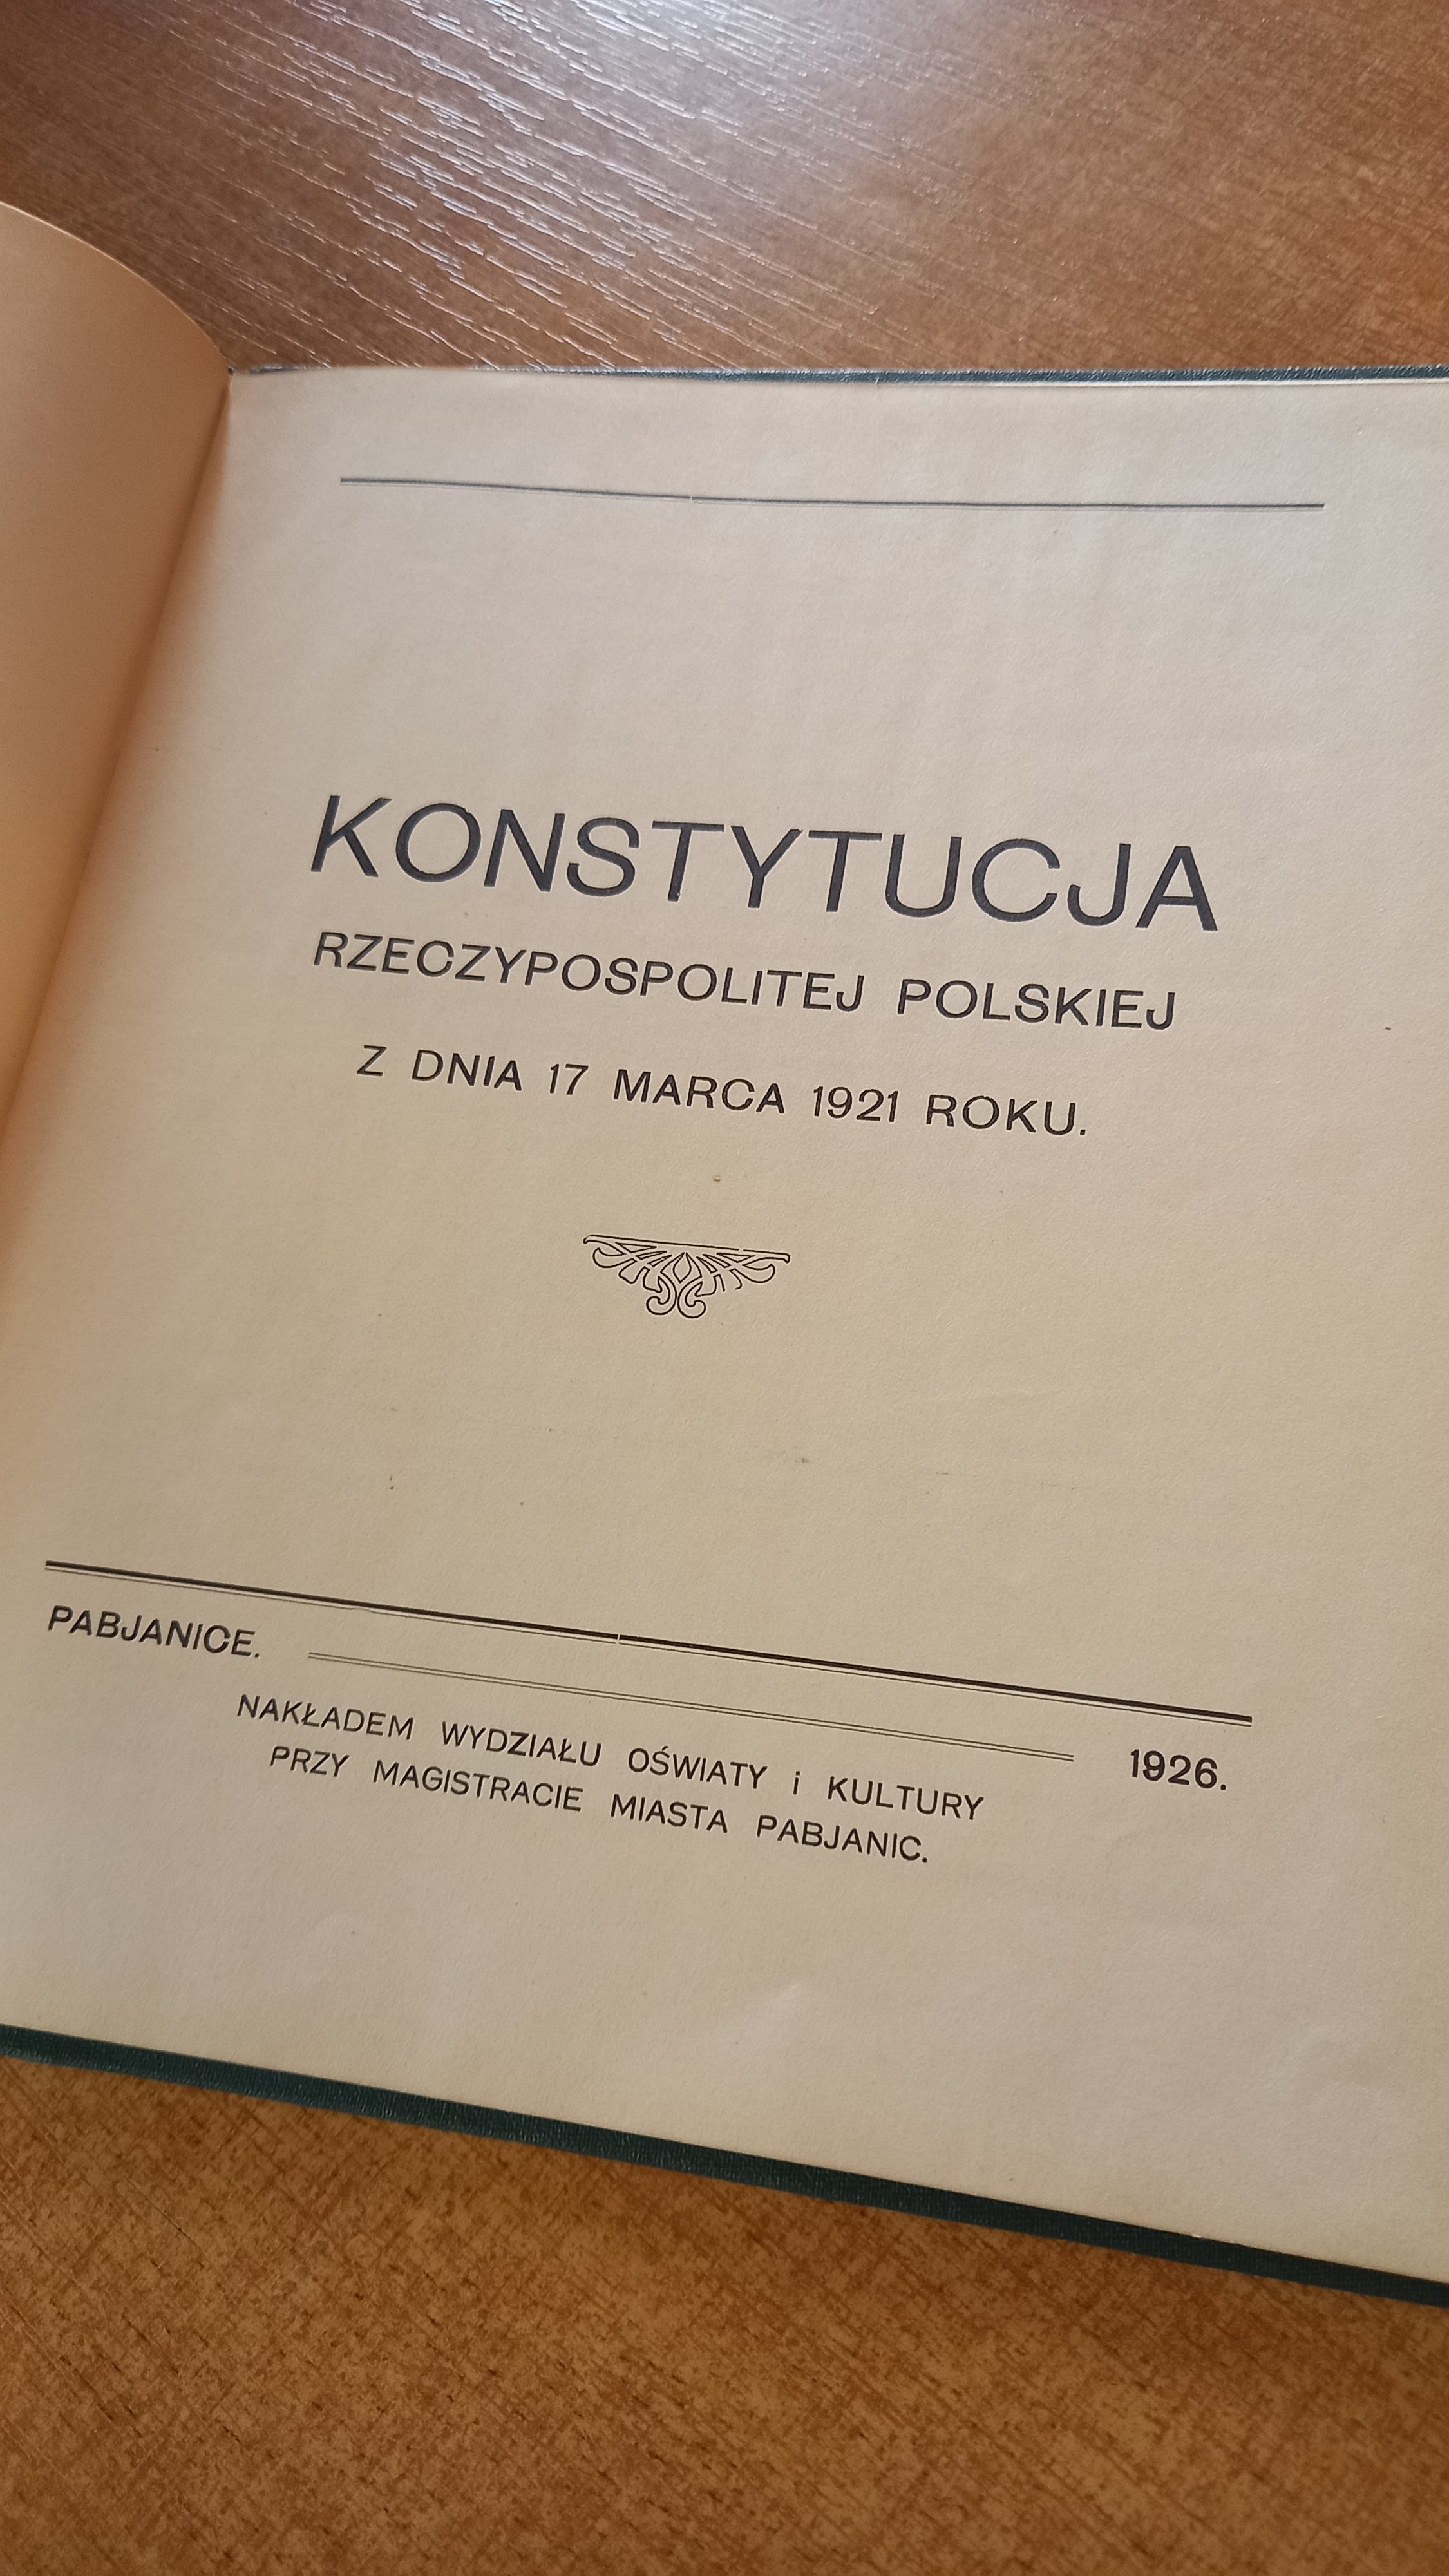 KONSTYTUCJA
RZECZYPOSPOLITEJ POLSKIEJ
Z DNIA 17 MARCA 1921 ROKU.
PABJANICE.
1926.
NAKŁADEM WYDZIAŁU OŚWIATY i KULTURY
PRZY MAGISTRACIE MIASTA PABJANIC.